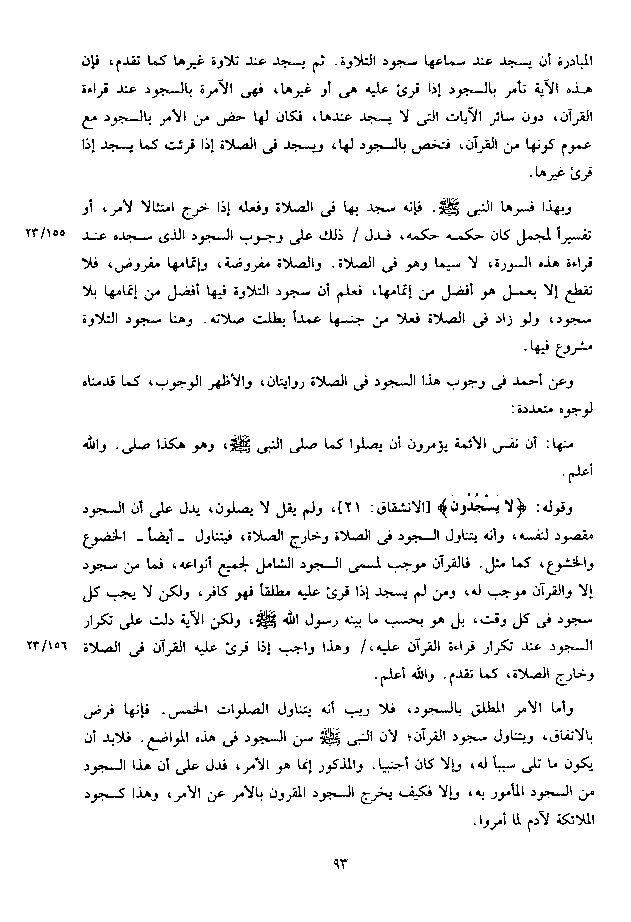 المبادرة أن يسجد عند سماعها سجود التلاوة. ثم يسجد عند تلاوة غيرها كما تقدم، فإن
هذه الآية تأمر بالسجود إذا قرئ عليه هى أو غيرها، فهى الآمرة بالسجود عند قراءة
القرآن، دون سائر الآيات التى لا يسجد عندها، فكان لها حض من الأمر بالسجود مع
عموم كونها من القرآن، فتخص بالسجود لها، ويسجد فى الصلاة إذا قرئت كما يسجد إذا
قرئ غيرها.
وبهذا فسرها النبى ﷺ. فإنه سجد بها فى الصلاة وفعله إذا خرج امتثالا لأمر، أو
تفسيراً لمجمل كان حكمه حكمه، فدل / ذلك على وجوب السجود الذى سجده عند ٢٣/١٥٥
قراءة هذه السورة، لا سيما وهو فى الصلاة. والصلاة مفروضة، وإتمامها مفروض، فلا
تقطع إلا بعمل هو أفضل من إتمامها، فعلم أن سجود التلاوة فيها أفضل من إتمامها بلا
سجود، ولو زاد فى الصلاة فعلا من جنسها عمداً بطلت صلاته. وهنا سجود التلاوة
مشروع فيها.
وعن أحمد فى وجوب هذا السجود فى الصلاة روايتان، والأظهر الوجوب، كما قدمناه
لوجوه متعددة:
منها: أن نفس الأئمة يؤمرون أن يصلوا كما صلى النبى ﷺ، وهو هكذا صلى. والله
أعلم.
وقوله: ﴿لا يَسْجُدُونَ﴾ [الانشقاق: ٢١]، ولم يقل لا يصلون، يدل على أن السجود
مقصود لنفسه، وأنه يتناول السجود فى الصلاة وخارج الصلاة، فيتناول ـ أيضاً ـ الخضوع
والخشوع، كما مثل. فالقرآن موجب لمسمى السجود الشامل لجميع أنواعه، فما من سجود
إلا والقرآن موجب له، ومن لم يسجد إذا قرئ عليه مطلقاً فهو كافر، ولكن لا يجب كل
سجود فى كل وقت، بل هو بحسب ما بينه رسول الله ﷺ، ولكن الآية دلت على تكرار
السجود عند تكرار قراءة القرآن عليه،/ وهذا واجب إذا قرئ عليه القرآن فى الصلاة ٢٣/١٥٦
وخارج الصلاة، كما تقدم. والله أعلم.
وأما الأمر المطلق بالسجود، فلا ريب أنه يتناول الصلوات الخمس. فإنها فرض
بالاتفاق، ويتناول سجود القرآن؛ لأن النبى ﷺ سن السجود فى هذه المواضع. فلابد أن
يكون ما تلى سبباً له، وإلا كان أجنبيا. والمذكور إنما هو الأمر، فدل على أن هذا السجود
من السجود المأمور به، وإلا فكيف يخرج السجود المقرون بالأمر عن الأمر، وهذا كسجود
الملائكة لآدم لما أمروا.
٩٣